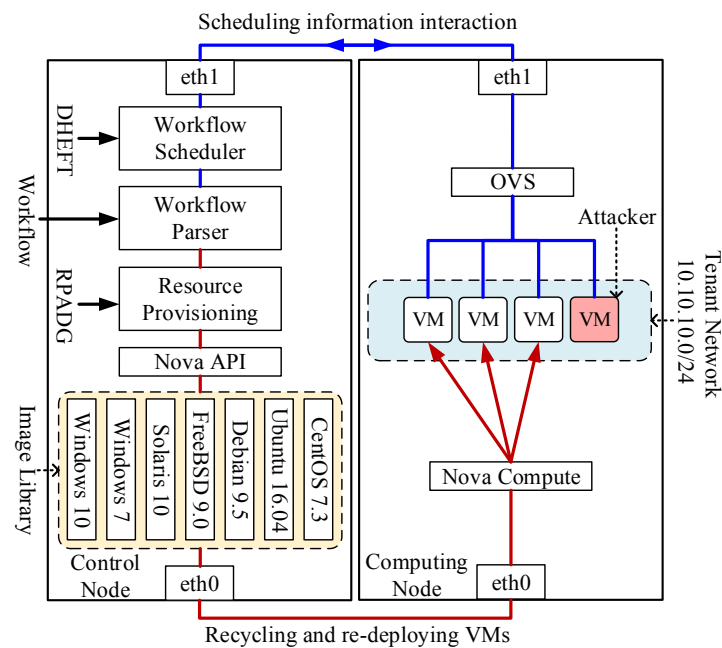 Scheduling information interaction
eth1
eth1
DHEFT
Workflow
Scheduler
OVS
Workflow
Workflow
Parser
Attacker
RPADG
Resource
Provisioning
VM
VM
VM
VM
Tenant Network
10.10.10.0/24
Nova API
Image Library
Windows 10
Windows 7
Solaris 10
FreeBSD 9.0
Debian 9.5
Ubuntu 16.04
CentOS 7.3
Nova Compute
Control
Node
eth0
Computing
Node
eth0
Recycling and re-deploying VMs